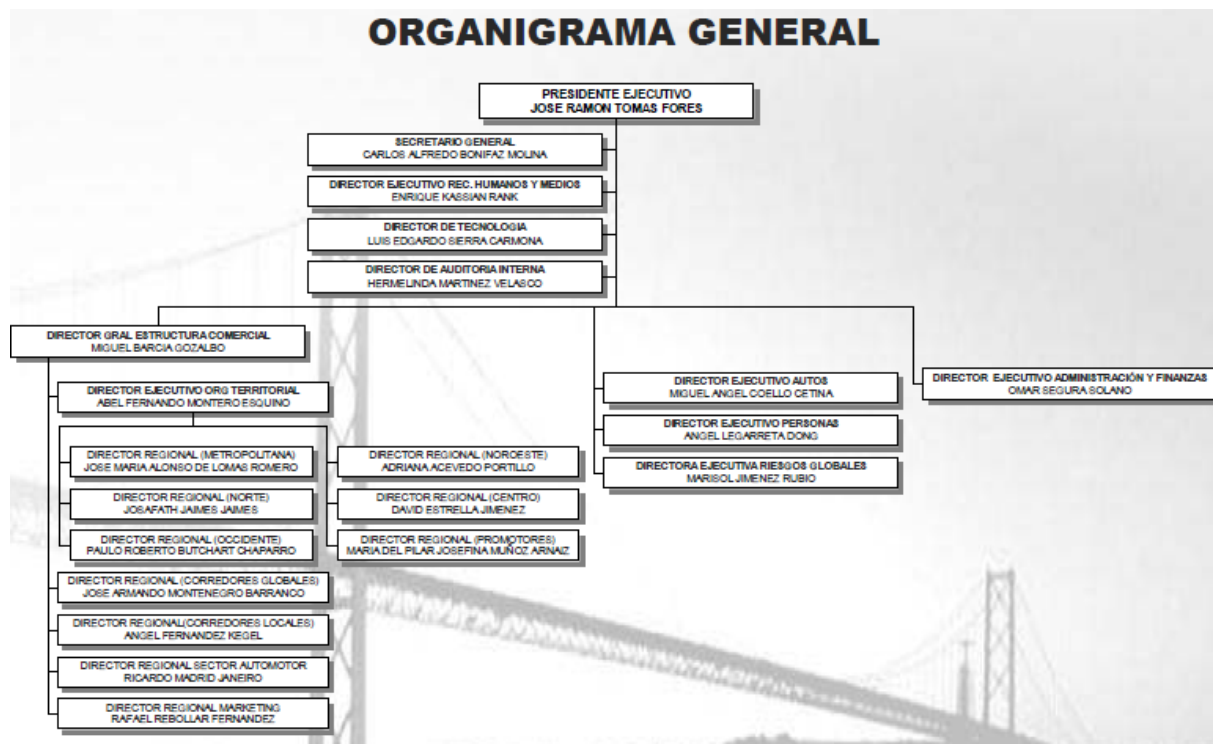 ORGANIGRAMA GENERAL
PRESIDENTE EJECUTIVO
JOSE RAMON TOMAS FORES
SECRETARIO GENERAL
CARLOS ALFREDO BONIFAZ MOLINA
DIRECTOR EJECUTIVO REC. HUMANOS Y MEDIOS
ENRIQUE KASSIAN RANK
DIRECTOR DE TECNOLOGIA
LUIS EDGARDO SIERRA CARMONA
DIRECTOR DE AUDITORIA INTERNA
HERMELINDA MARTINEZ VELASCO
DIRECTOR GRAL ESTRUCTURA COMERCIAL
MIGUEL BARCIA GOZALBO
DIRECTOR EJECUTIVO ORG TERRITORIAL
ABEL FERNANDO MONTERO ESQUINO
DIRECTOR REGIONAL (METROPOLITANA)
JOSE MARIA ALONSO DE LOMAS ROMERO
DIRECTOR REGIONAL (NORTE)
JOSAFATH JAIMES JAIMES
DIRECTOR REGIONAL (OCCIDENTE)
PAULO ROBERTO BUTCHART CHAPARRO
DIRECTOR REGIONAL (NOROESTE)
ADRIANA ACEVEDO PORTILLO
DIRECTOR REGIONAL (CENTRO)
DAVID ESTRELLA JIMENEZ
DIRECTOR REGIONAL (PROMOTORES)
MARIA DEL PILAR JOSEFINA MUÑOZ ARNAIZ
DIRECTOR REGIONAL (CORREDORES GLOBALES)
JOSE ARMANDO MONTENEGRO BARRANCO
DIRECTOR REGIONAL(CORREDORES LOCALES)
ANGEL FERNANDEZ KEGEL
DIRECTOR REGIONAL SECTOR AUTOMOTOR
RICARDO MADRID JANEIRO
DIRECTOR REGIONAL MARKETING
RAFAEL REBOLLAR FERNANDEZ
DIRECTOR EJECUTIVO AUTOS
MIGUEL ANGEL COELLO CETINA
DIRECTOR EJECUTIVO PERSONAS
ANGEL LEGARRETA DONG
DIRECTORA EJECUTIVA RIESGOS GLOBALES
MARISOL JIMENEZ RUBIO
DIRECTOR EJECUTIVO ADMINISTRACIÓN Y FINANZAS
OMAR SEGURA SOLANO